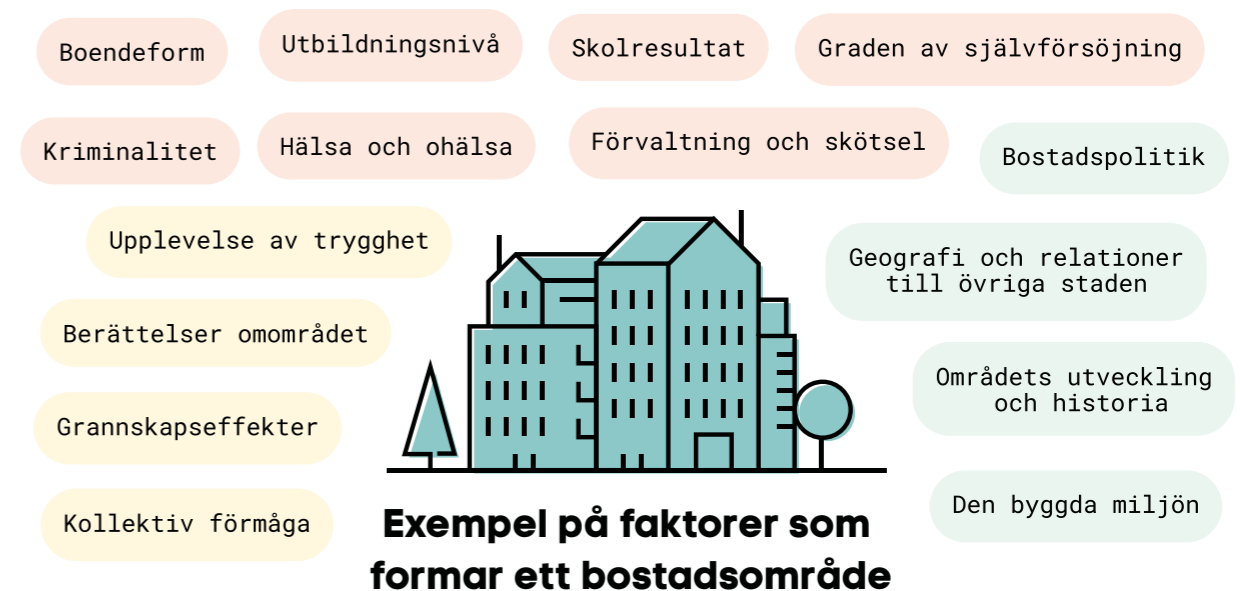 Boendeform
Utbildningsnivå
Skolresultat
Graden av självförsöjning
Kriminalitet
Hälsa och ohälsa
Förvaltning och skötsel
Bostadspolitik
Upplevelse av trygghet
Geografi och relationer
till övriga staden
Berättelser omområdet
Områdets utveckling
och historia
Grannskapseffekter
Den byggda miljön
Kollektiv förmåga
Exempel på faktorer som
formar ett bostadsområde